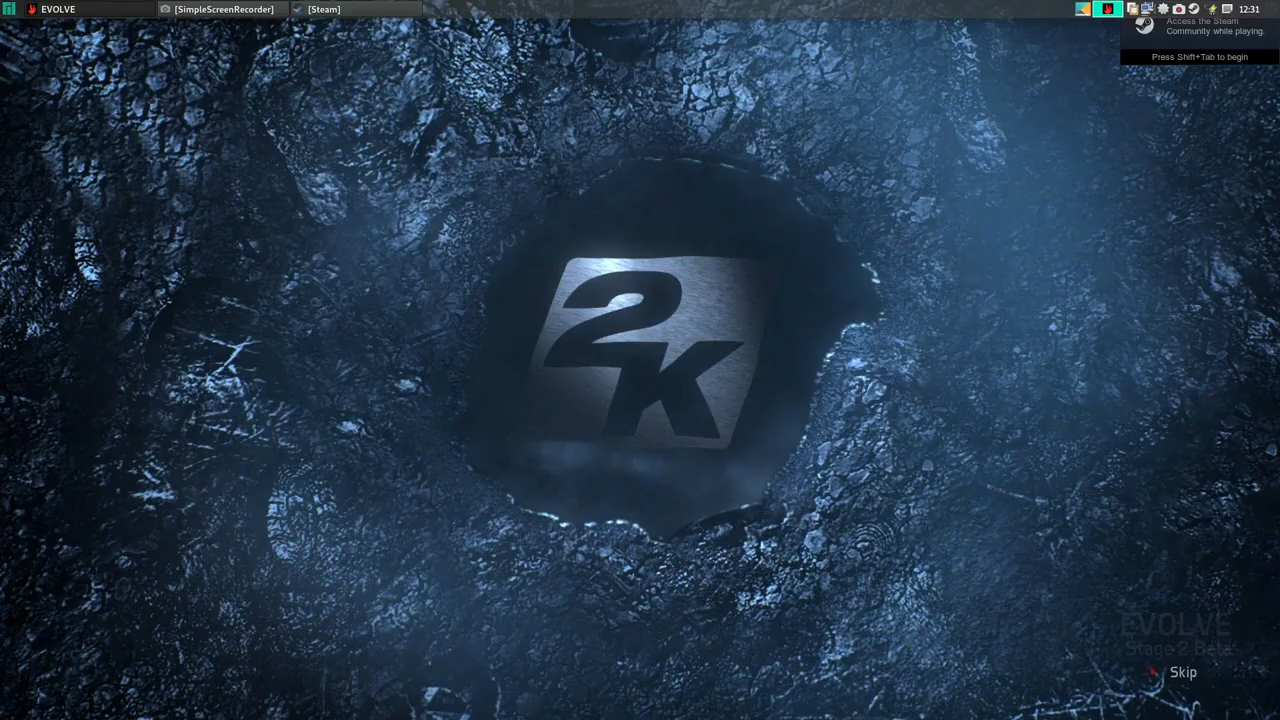 EVOLVE
[SimpleScreenRecorder]
[Steam]
12:31
Access the Steam
Community while playing.
Press Shift+Tab to begin
2K
EVOLVE
Stage 2 Beta
Skip